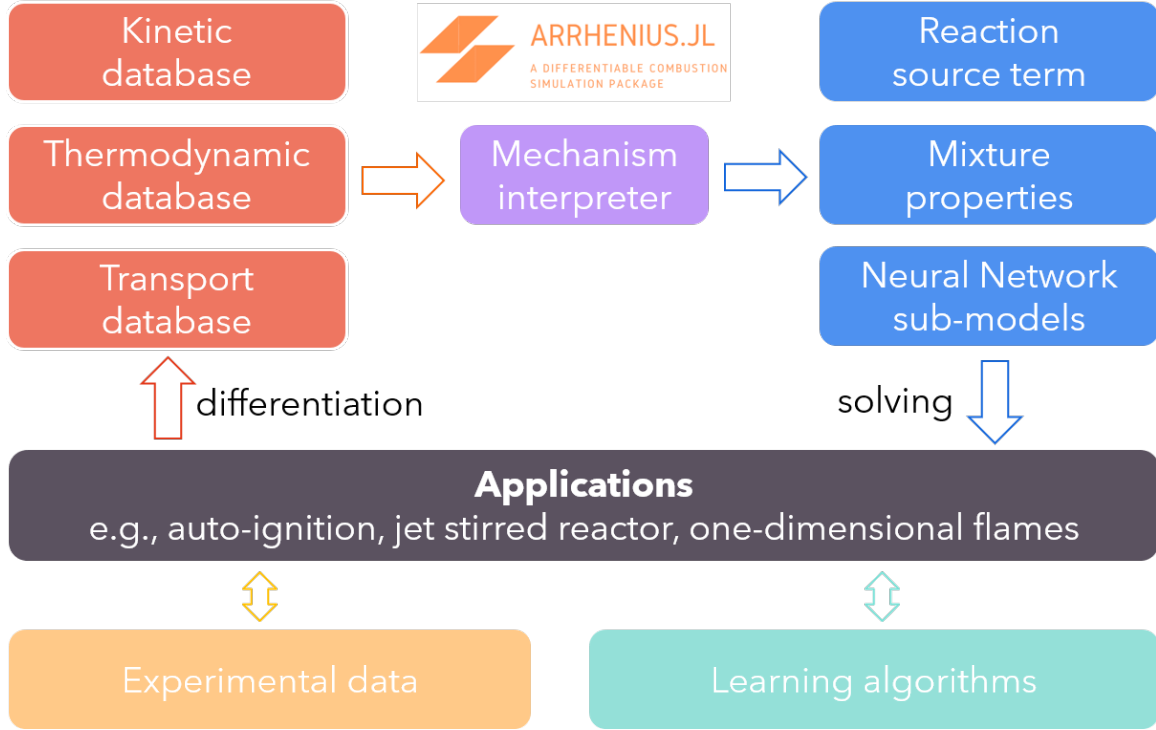 Kinetic
database
ARRHENIUS.JL
A DIFFERENTIABLE COMBUSTION
SIMULATION PACKAGE
Reaction
source term
Thermodynamic
database
Mechanism
interpreter
Mixture
properties
Transport
database
Neural Network
sub-models
differentiation
solving
Applications
e.g., auto-ignition, jet stirred reactor, one-dimensional flames
Experimental data
Learning algorithms